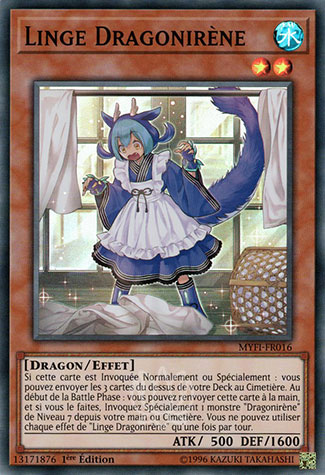 LINGE DRAGONIRÈNE
水
MYFI-FR016
[DRAGON/EFFET]
Si cette carte est Invoquée Normalement ou Spécialement : vous
pouvez envoyer les 3 cartes du dessus de votre Deck au Cimetière. Au
début de la Battle Phase : vous pouvez renvoyer cette carte à la main,
et si vous le faites, Invoquez Spécialement 1 monstre "Dragonirène"
de Niveau 7 depuis votre main ou Cimetière. Vous ne pouvez utiliser
chaque effet de "Linge Dragonirène" qu'une fois par tour.
ATK/ 500 DEF/1600
13171876 1ère Édition ©1996 KAZUKI TAKAHASHI